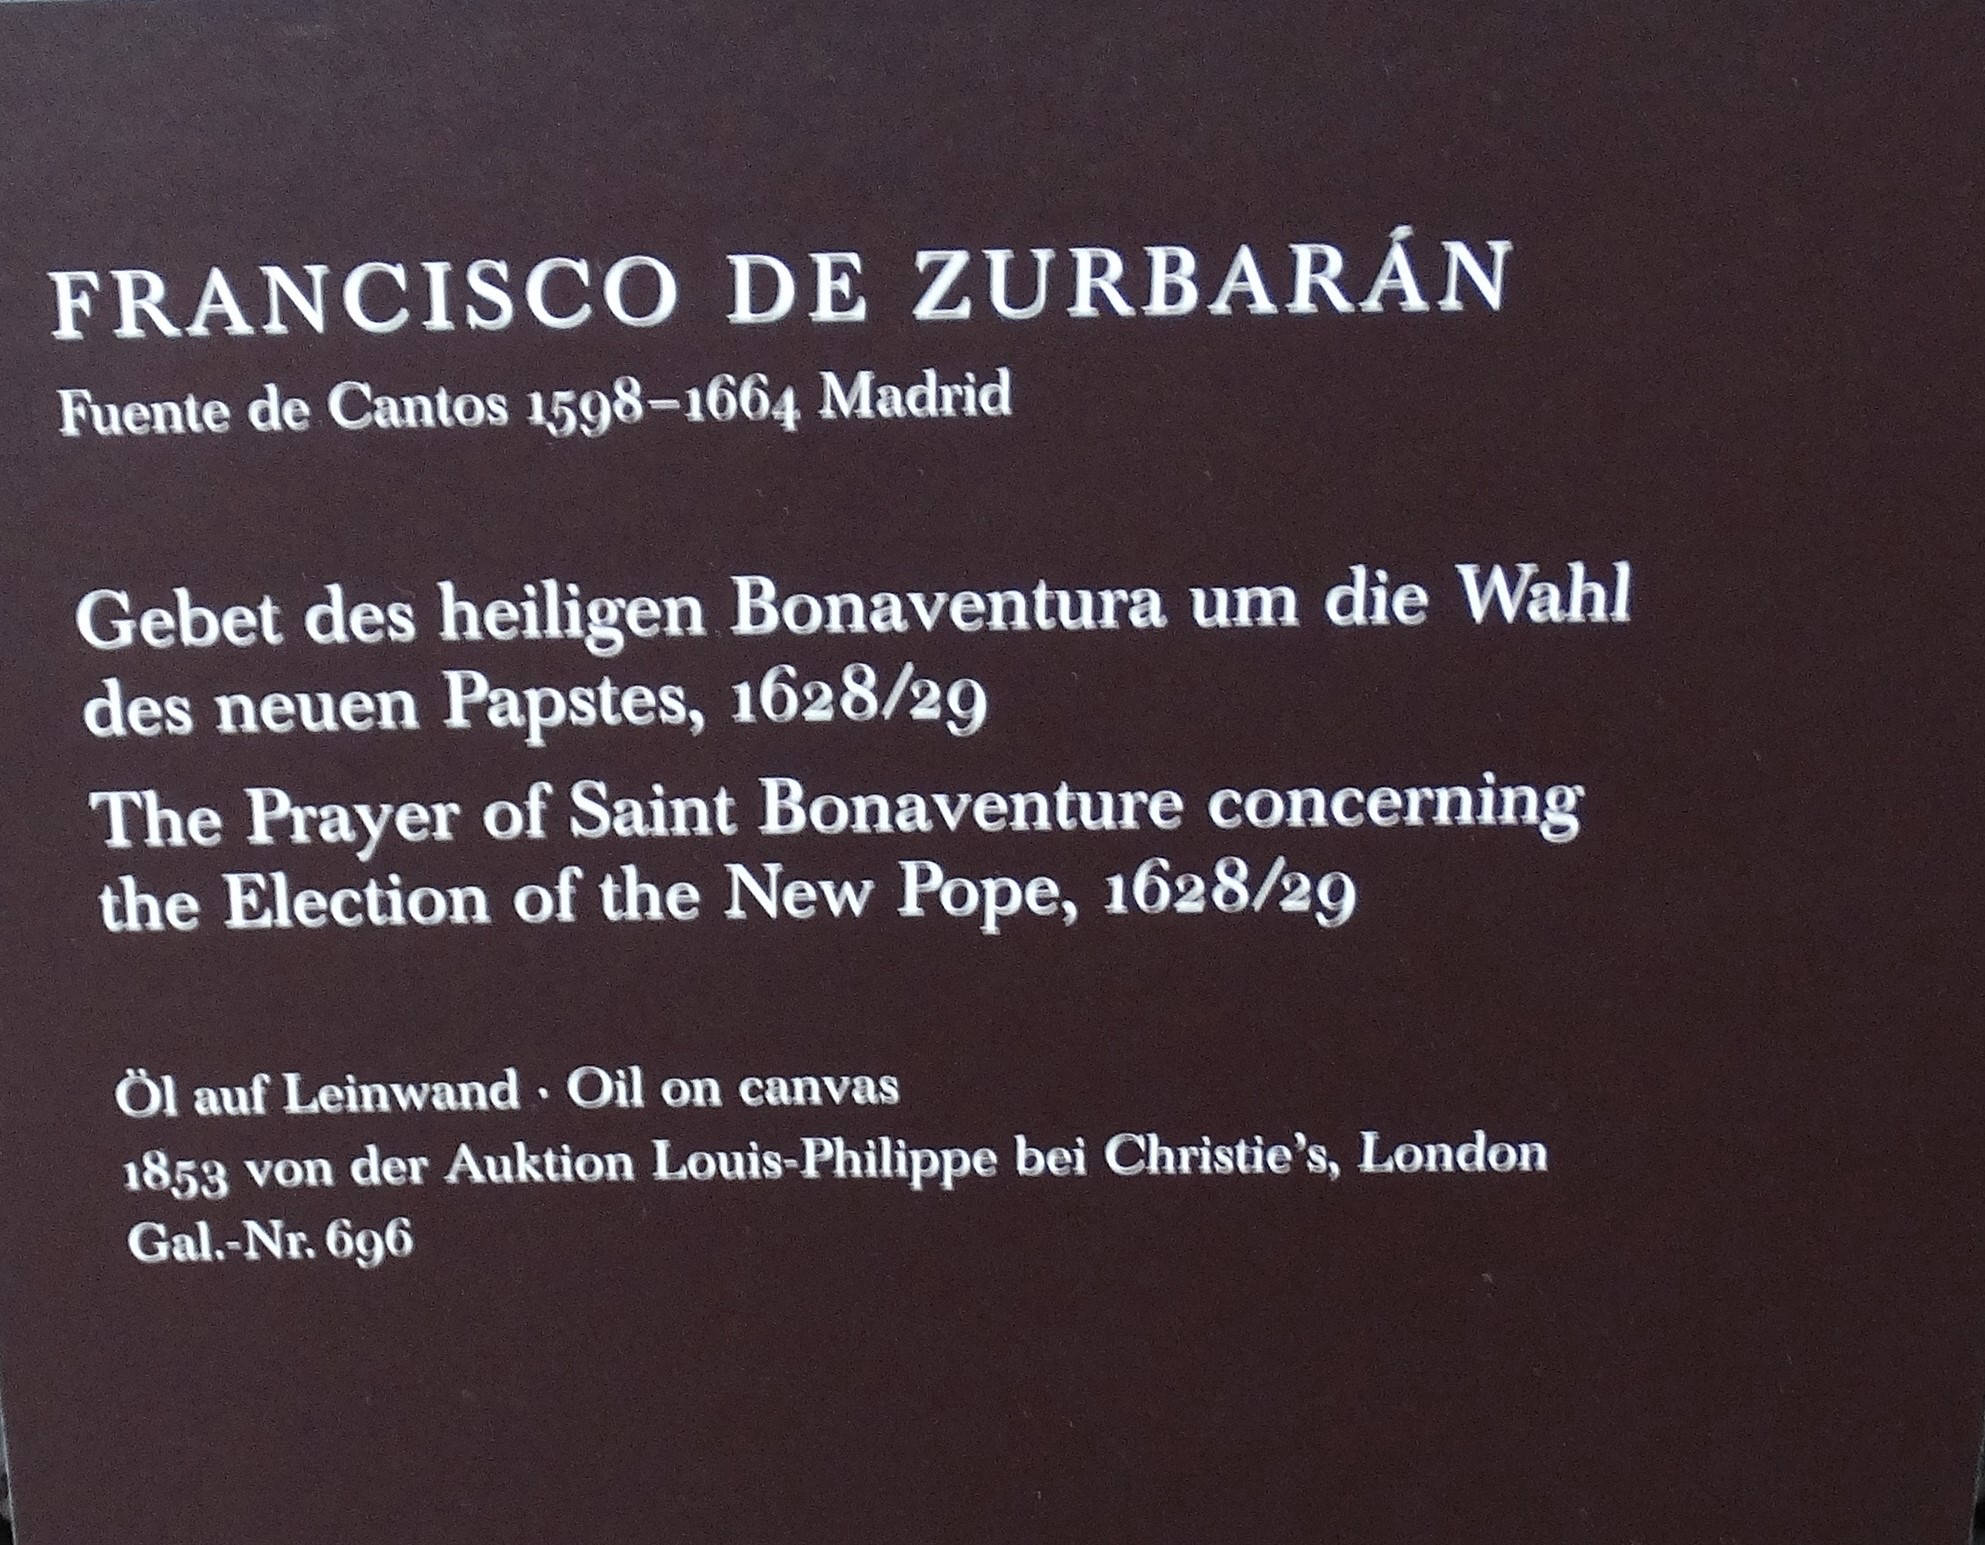 FRANCISCO DE ZURBARÁN
Fuente de Cantos 1598–1664 Madrid
Gebet des heiligen Bonaventura um die Wahl
des neuen Papstes, 1628/29
The Prayer of Saint Bonaventure concerning
the Election of the New Pope, 1628/29
Öl auf Leinwand · Oil on canvas
1853 von der Auktion Louis-Philippe bei Christie’s, London
Gal.-Nr. 696